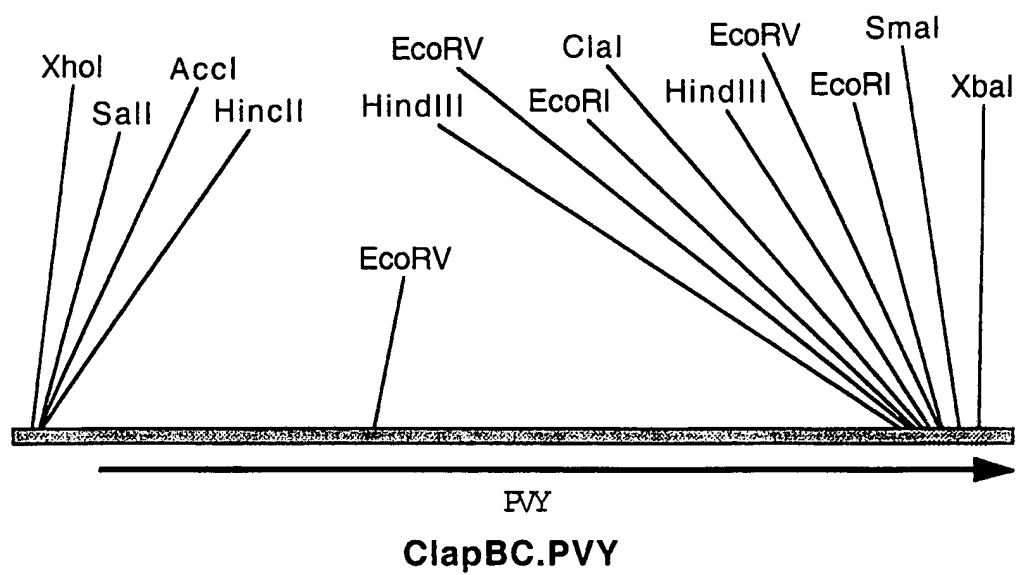 XhoI
SalI
AccI
HincII
HindIII
EcoRV
EcoRI
ClaI
HindIII
EcoRV
EcoRI
SmaI
XbaI
EcoRV
PVY
ClapBC.PVY